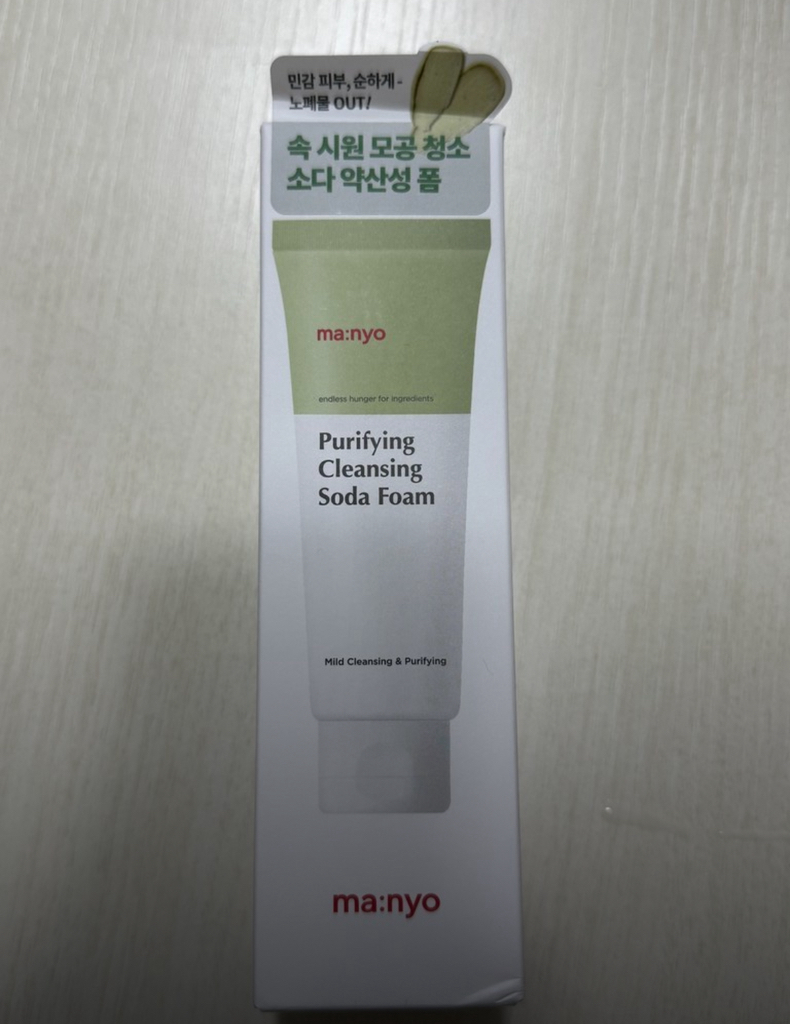 민감 피부, 순하게 -
노폐물 OUT!
속 시원 모공 청소
소다 약산성 폼
ma:nyo
endless hunger for ingredients
Purifying
Cleansing
Soda Foam
Mild Cleansing & Purifying
ma:nyo